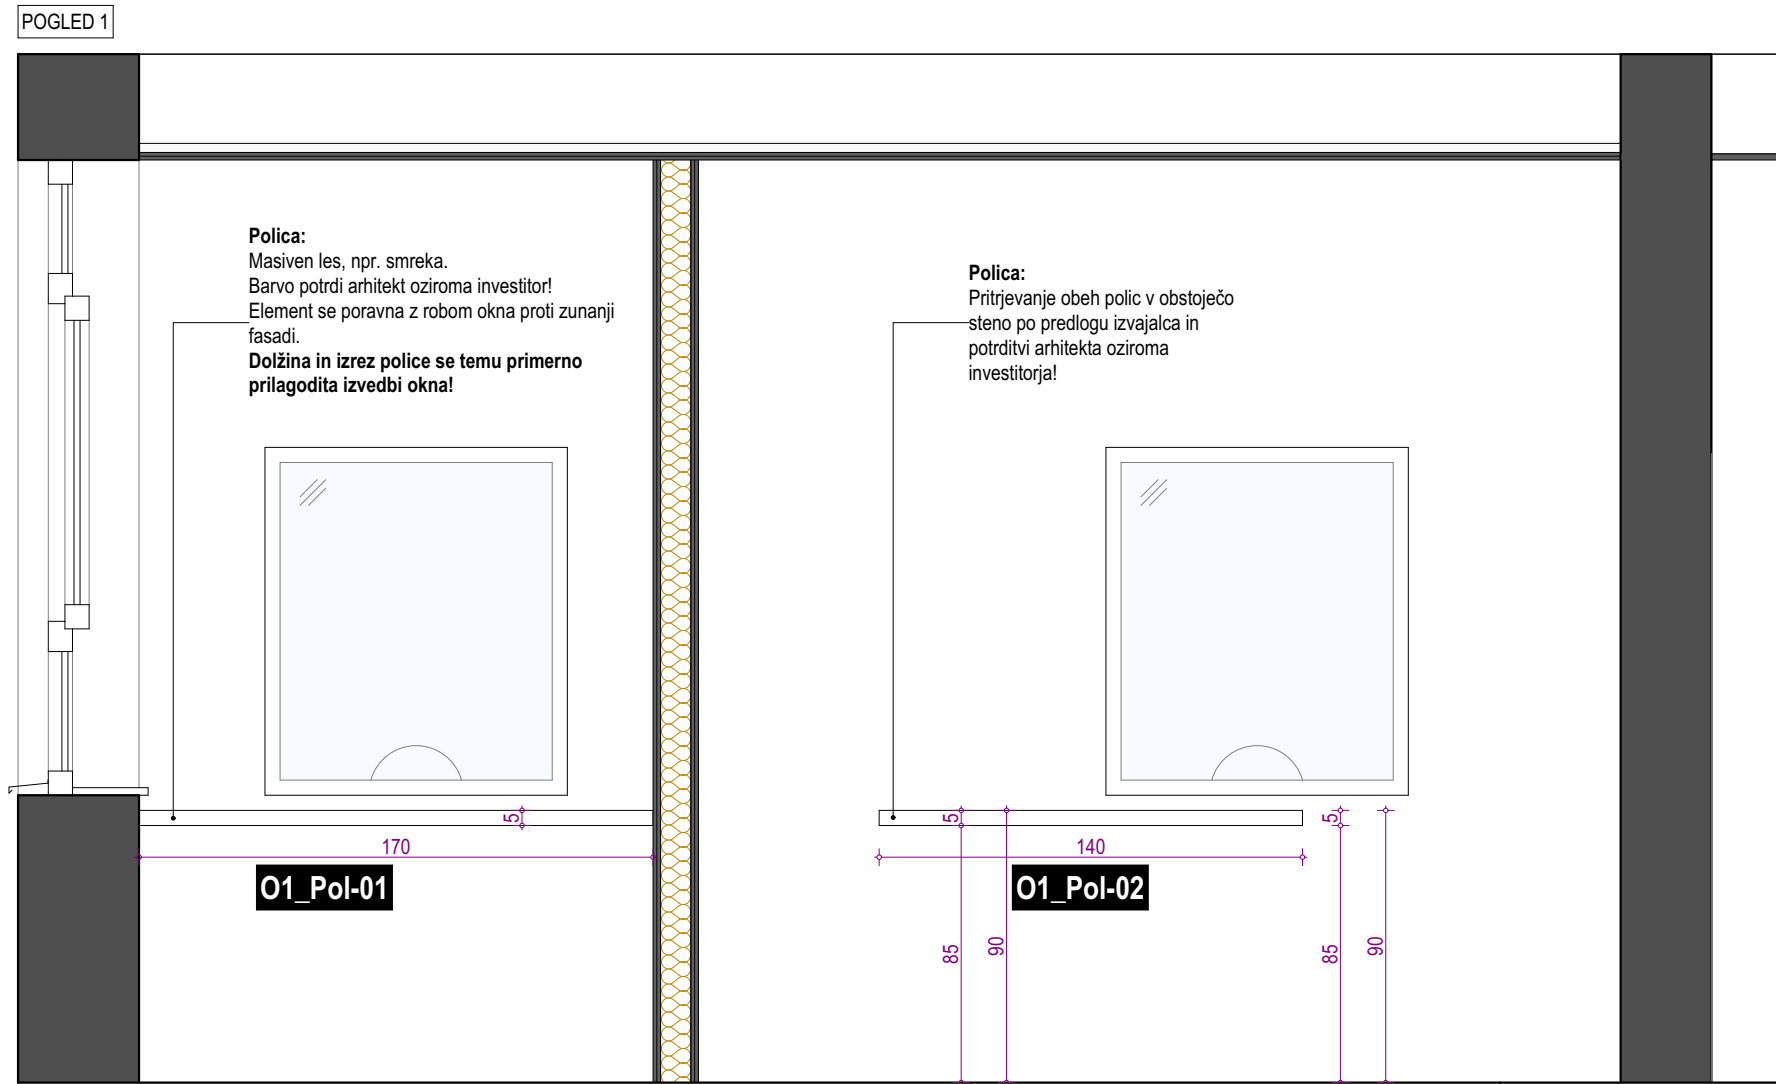 POGLED 1
Polica:
Masiven les, npr. smreka.
Barvo potrdi arhitekt oziroma investitor!
Element se poravna z robom okna proti zunanji
fasadi.
Dolžina in izrez police se temu primerno
prilagodita izvedbi okna!
Polica:
Pritrjevanje obeh polic v obstoječo
steno po predlogu izvajalca in
potrditvi arhitekta oziroma
investitorja!
5
170
O1_Pol-01
5
5
140
O1_Pol-02
85
90
85
90